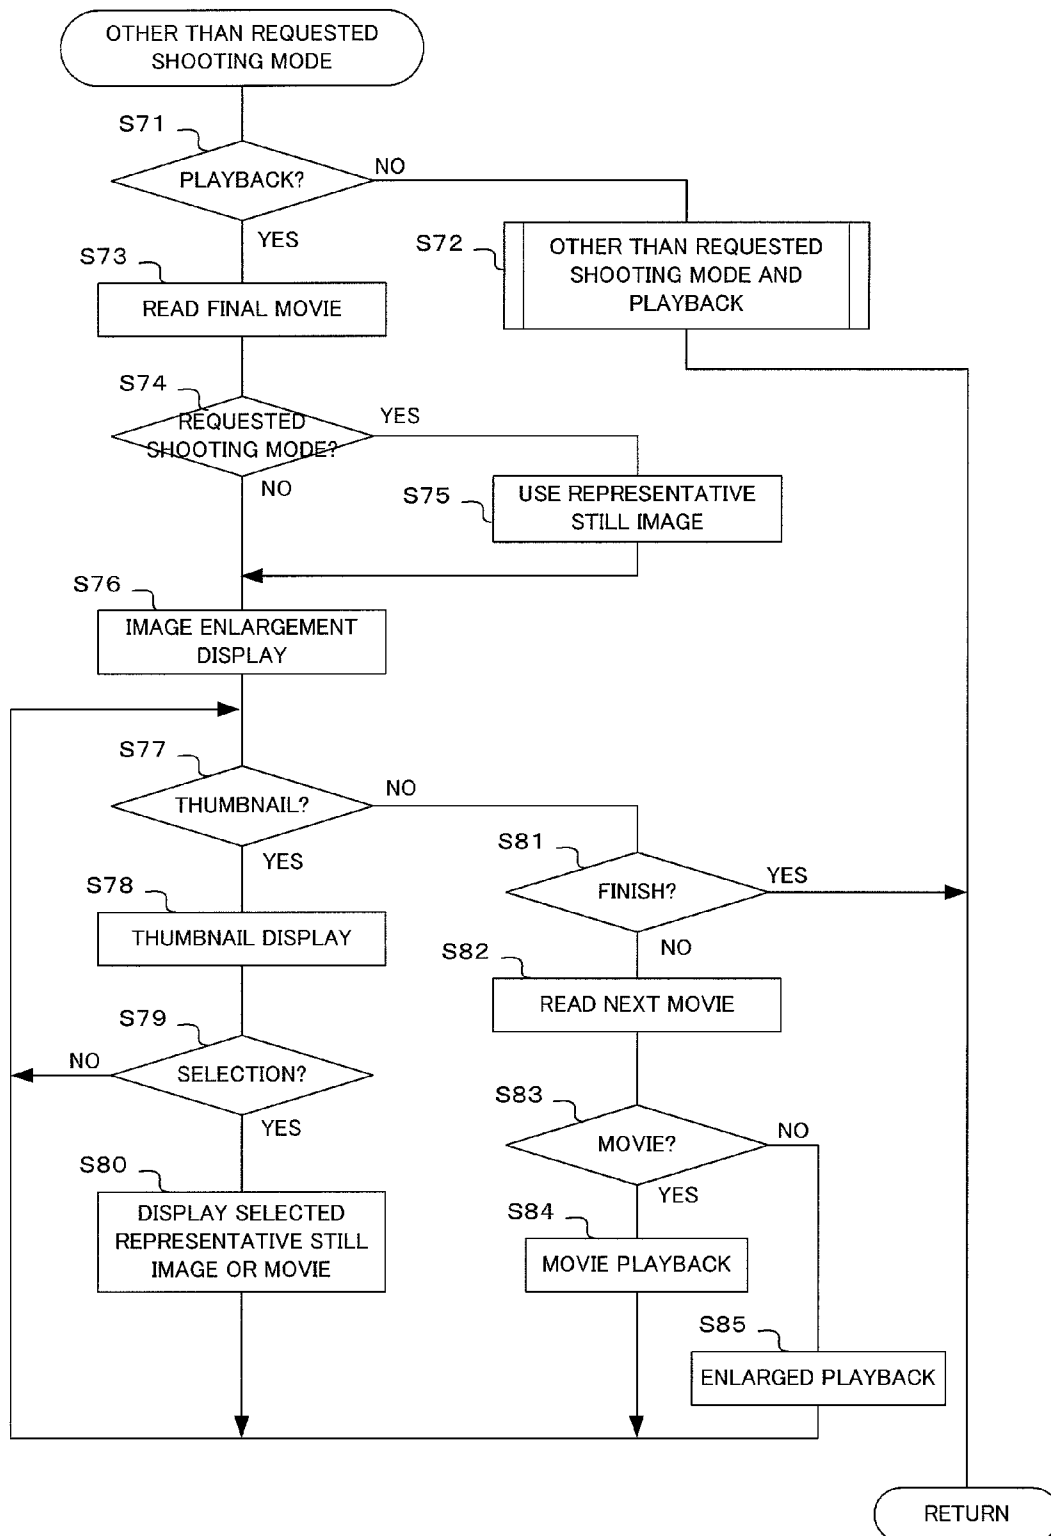 OTHER THAN REQUESTED
SHOOTING MODE
S71
PLAYBACK?
NO
YES
S72
OTHER THAN REQUESTED
SHOOTING MODE AND
PLAYBACK
S73
READ FINAL MOVIE
S74
REQUESTED
SHOOTING MODE?
YES
NO
S75
USE REPRESENTATIVE
STILL IMAGE
S76
IMAGE ENLARGEMENT
DISPLAY
S77
THUMBNAIL?
NO
YES
S81
FINISH?
YES
NO
S78
THUMBNAIL DISPLAY
S82
READ NEXT MOVIE
S79
SELECTION?
NO
YES
S83
MOVIE?
NO
YES
S80
DISPLAY SELECTED
REPRESENTATIVE STILL
IMAGE OR MOVIE
S84
MOVIE PLAYBACK
S85
ENLARGED PLAYBACK
RETURN